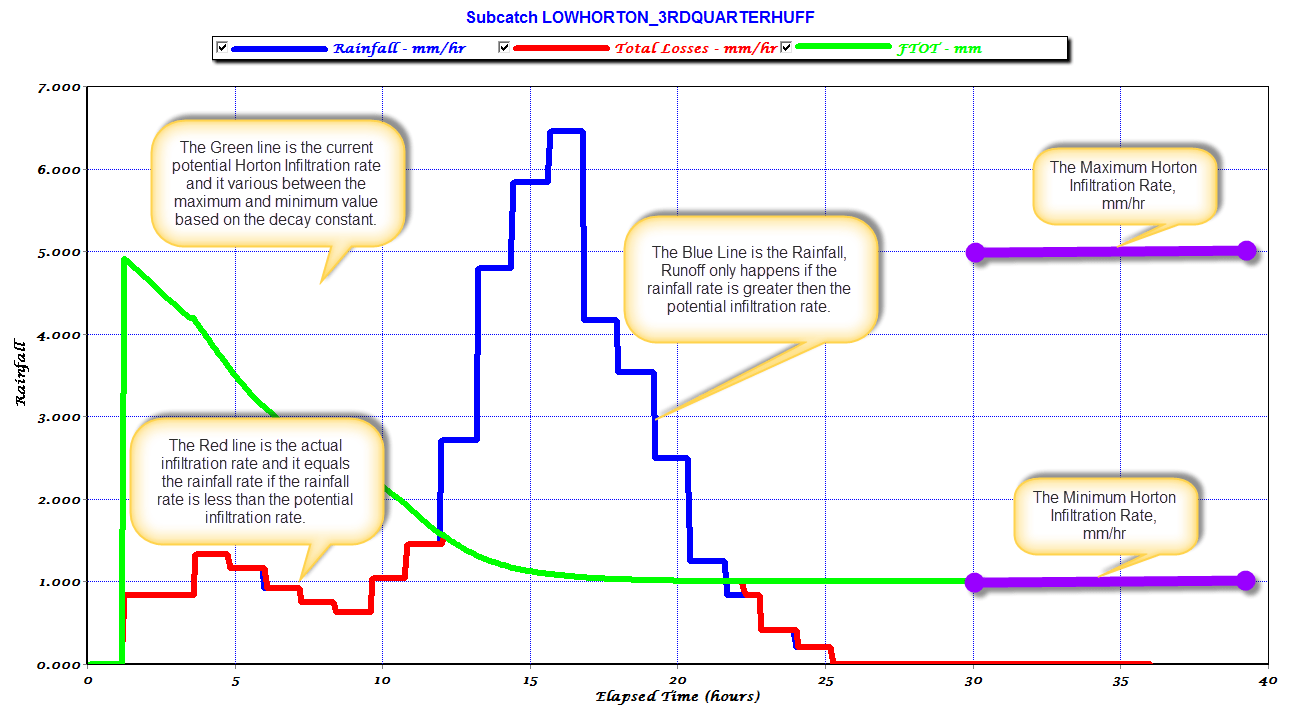 Subcatch LOWHORTON_3RDQUARTERHUFF
Rainfall - mm/hr Total Losses - mm/hr FTOT - mm
7.000
6.000
5.000
4.000
3.000
2.000
1.000
0.000
Rainfall
The Green line is the current
potential Horton Infiltration rate
and it various between the
maximum and minimum value
based on the decay constant.
The Maximum Horton
Infiltration Rate,
mm/hr
The Blue Line is the Rainfall,
Runoff only happens if the
rainfall rate is greater then the
potential infiltration rate.
The Red line is the actual
infiltration rate and it equals
the rainfall rate if the rainfall
rate is less than the potential
infiltration rate.
The Minimum Horton
Infiltration Rate,
mm/hr
0 5 10 15 20 25 30 35 40
Elapsed Time (hours)